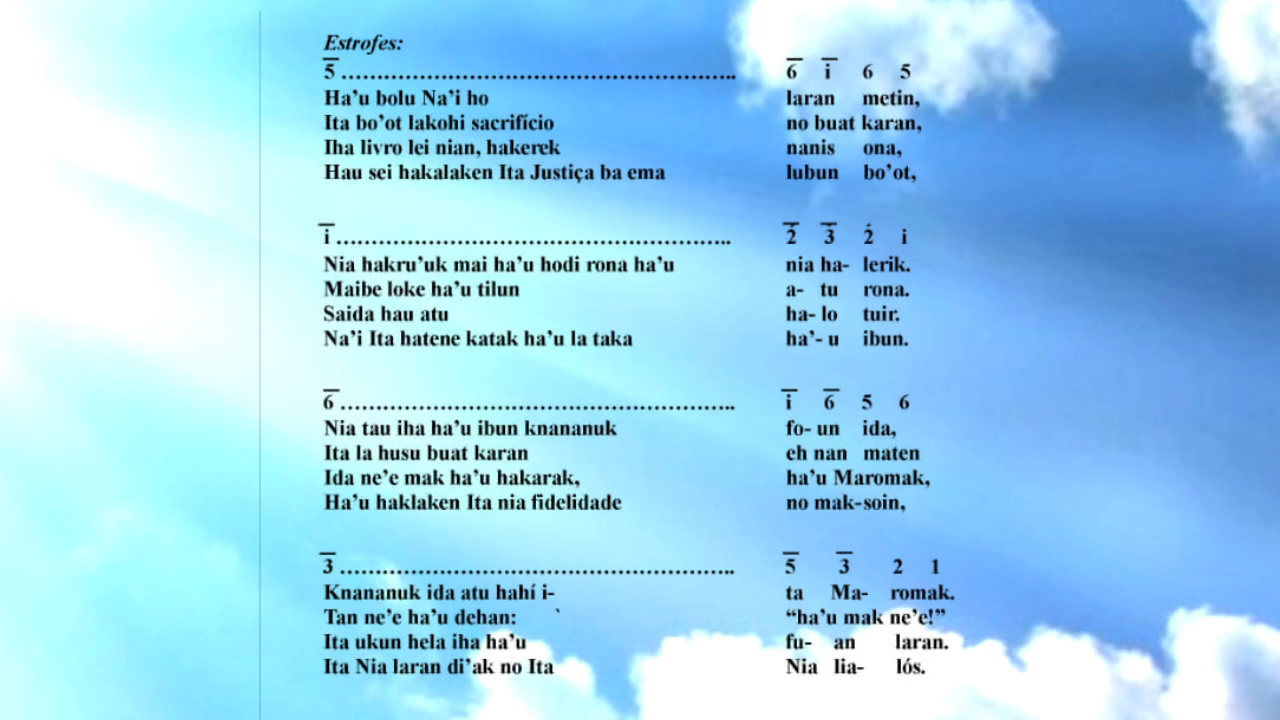 Estrofes:
5 ............................................................ 6 i 6 5
Ha’u bolu Na’i ho laran metin,
Ita bo’ot lakohi sacrifício no buat karan,
Iha livro lei nian, hakerek nanis ona,
Hau sei hakalaken Ita Justiça ba ema lubun bo’ot,
i ............................................................ 2̇ 3̇ 2̇ i
Nia hakru’uk mai ha’u hodi rona ha’u nia ha- lerik.
Maibe loke ha’u tilun a- tu rona.
Saida hau atu ha- lo tuir.
Na’i Ita hatene katak ha’u la taka ha’- u ibun.
6 ............................................................ i 6 5 6
Nia tau iha ha’u ibun knananuk fo- un ida,
Ita la husu buat karan eh nan maten
Ida ne’e mak ha’u hakarak, ha’u Maromak,
Ha’u haklaken Ita nia fidelidade no mak-soin,
3 ............................................................ 5 3 2 1
Knananuk ida atu hahí i- ta Ma- romak.
Tan ne’e ha’u dehan: ` “ha’u mak ne’e!”
Ita ukun hela iha ha’u fu- an laran.
Ita Nia laran di’ak no Ita Nia lia- lós.